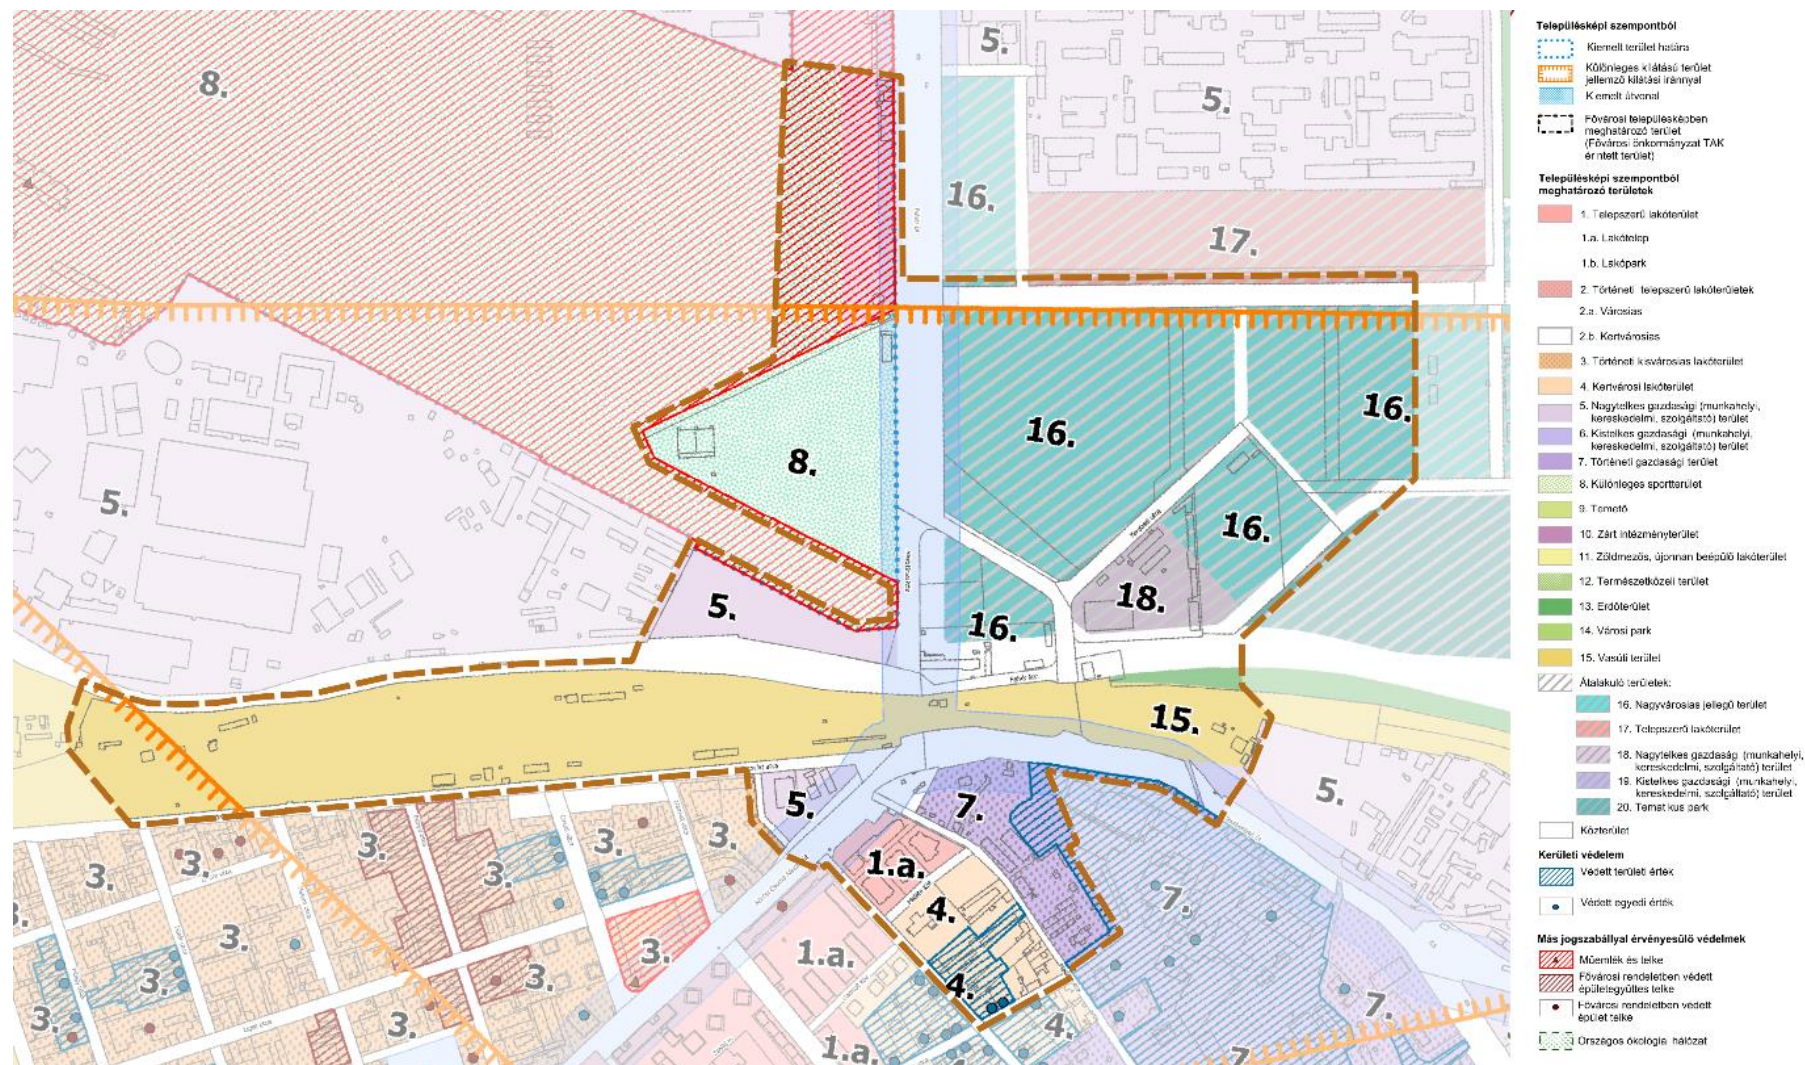 8.
5.
5.
16.
17.
16.
16.
8.
5.
16.
18.
5.
16.
15.
5.
5.
7.
3.
3.
3.
3.
3.
3.
1.a.
4.
7.
3.
3.
3.
1.a.
3.
4.
3.
3.
4.
7.
1.a.
7.
Településképi szempontból
Kiemelt terület határa
Különleges kilátású terület
jellemző kilátási iránnyal
Kiemelt útvonal
Fővárosi településképben
meghatározó terület
(Fővárosi önkormányzat TAK
érintett terület)
Településképi szempontból
meghatározó területek
1. Telepszerű lakóterület
1.a. Lakótelep
1.b. Lakópark
2. Történeti telepszerű lakóterületek
2.a. Városias
2.b. Kertvárosias
3. Történeti kisvárosias lakóterület
4. Kertvárosi lakóterület
5. Nagytelkes gazdasági (munkahelyi,
kereskedelmi, szolgáltató) terület
6. Kistelkes gazdasági (munkahelyi,
kereskedelmi, szolgáltató) terület
7. Történeti gazdasági terület
8. Különleges sportterület
9. Temető
10. Zárt intézményterület
11. Zöldmezős, újonnan beépülő lakóterület
12. Természetközeli terület
13. Erdőterület
14. Városi park
15. Vasúti terület
Átalakuló területek:
16. Nagyvárosias jellegű terület
17. Telepszerű lakóterület
18. Nagytelkes gazdaság (munkahelyi,
kereskedelmi, szolgáltató) terület
19. Kistelkes gazdasági (munkahelyi,
kereskedelmi, szolgáltató) terület
20. Temat kus park
Közterület
Kerületi védelem
Védett területi érték
Védett egyedi érték
Más jogszabállyal érvényesülő védelmek
Műemlék és telke
Fővárosi rendeletben védett
épületegyüttes telke
Fővárosi rendeletben védett
épület telke
Országos ökológia hálózat